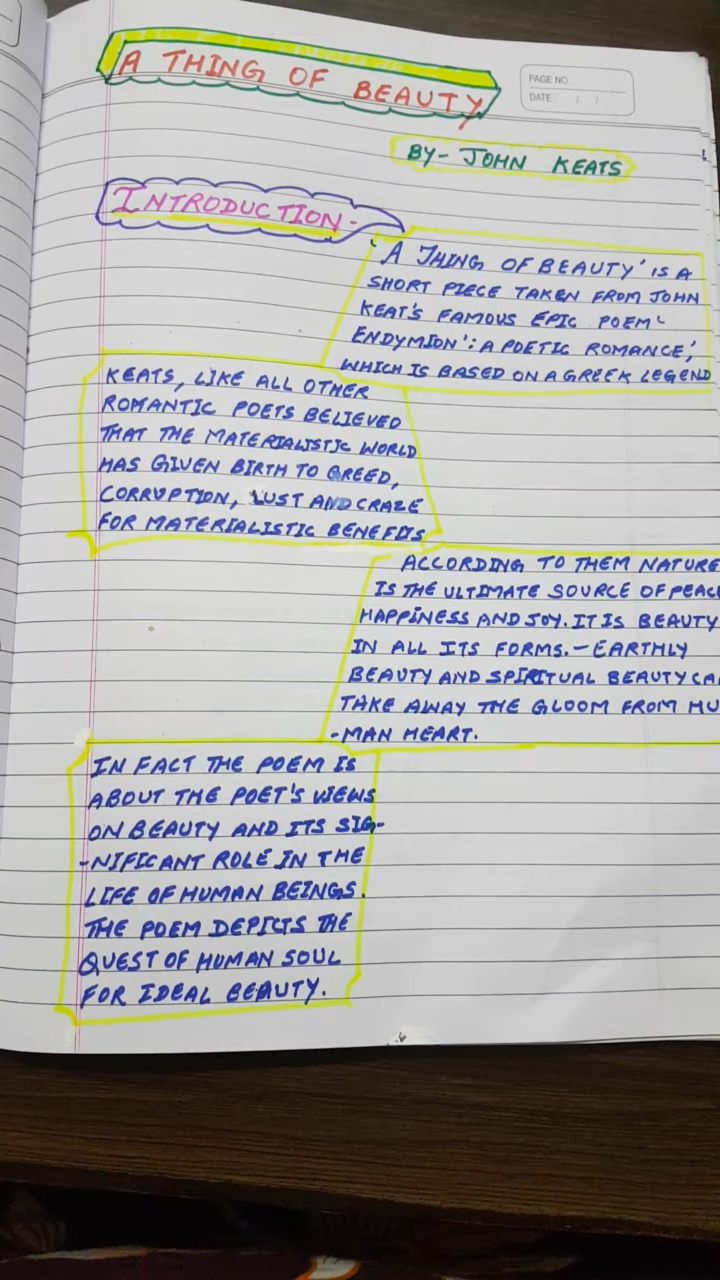 A THING OF BEAUTY
PAGE NO.
DATE / /
BY- JOHN KEATS
INTRODUCTION-
'A THING OF BEAUTY' IS A
SHORT PIECE TAKEN FROM JOHN
KEAT'S FAMOUS EPIC POEM '
ENDYMION': A POETIC ROMANCE,'
WHICH IS BASED ON A GREEK LEGEND
KEATS, LIKE ALL OTHER
ROMANTIC POETS BELIEVED
THAT THE MATERIALISTIC WORLD
HAS GIVEN BIRTH TO GREED,
CORRUPTION, LUST AND CRAZE
FOR MATERIALISTIC BENEFITS
ACCORDING TO THEM NATURE
IS THE ULTIMATE SOURCE OF PEAC
HAPPINESS AND JOY. IT IS BEAUTY
IN ALL ITS FORMS.- EARTHLY
BEAUTY AND SPIRITUAL BEAUTY CA
TAKE AWAY THE GLOOM FROM HU
-MAN HEART.
IN FACT THE POEM IS
ABOUT THE POET'S VIEWS
ON BEAUTY AND ITS SIG-
-NIFICANT ROLE IN THE
LIFE OF HUMAN BEINGS.
THE POEM DEPICTS THE
QUEST OF HUMAN SOUL
FOR IDEAL BEAUTY.